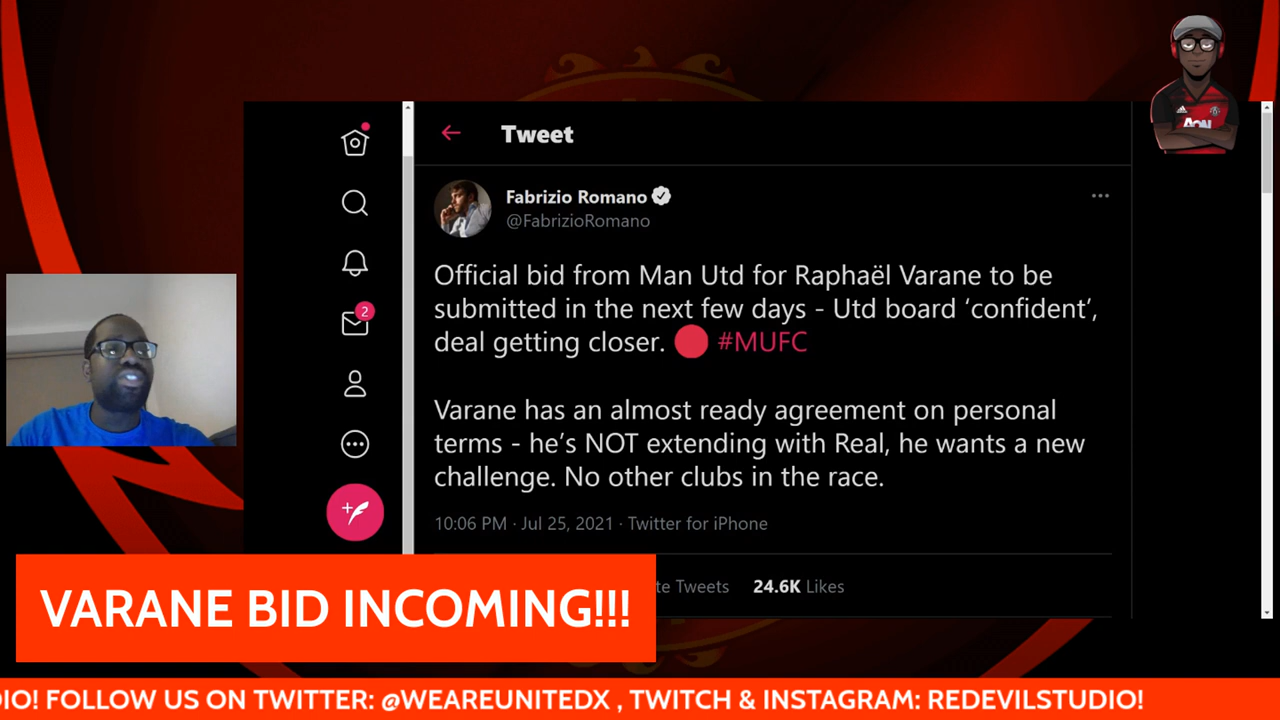 Tweet
Fabrizio Romano
@FabrizioRomano
Official bid from Man Utd for Raphaël Varane to be
submitted in the next few days - Utd board ‘confident’,
deal getting closer. 🔴 #MUFC
Varane has an almost ready agreement on personal
terms - he’s NOT extending with Real, he wants a new
challenge. No other clubs in the race.
10:06 PM · Jul 25, 2021 · Twitter for iPhone
te Tweets 24.6K Likes
2
AON
VARANE BID INCOMING!!!
DIO! FOLLOW US ON TWITTER: @WEAREUNITEDX , TWITCH & INSTAGRAM: REDEVILSTUDIO!